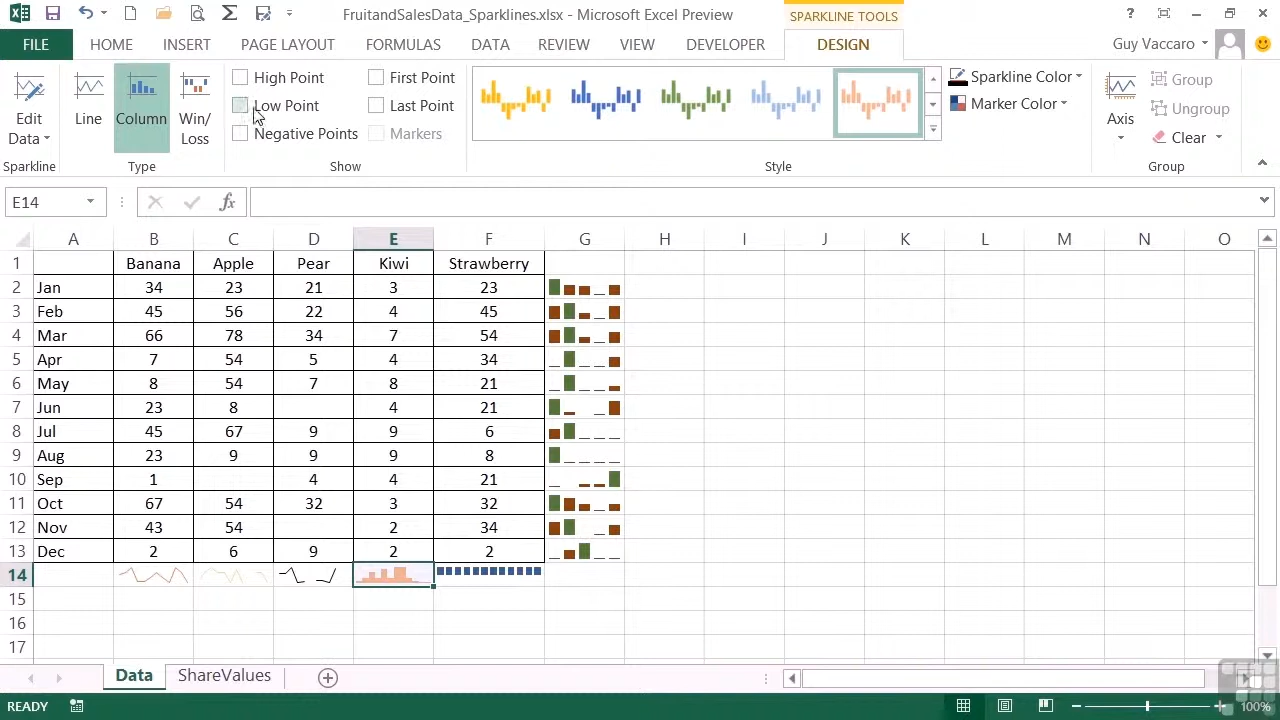 FruitandSalesData_Sparklines.xlsx - Microsoft Excel Preview
SPARKLINE TOOLS
?
FILE HOME INSERT PAGE LAYOUT FORMULAS DATA REVIEW VIEW DEVELOPER DESIGN Guy Vaccaro
Edit Data
Line
Column
Win/
Loss
High Point First Point
Low Point Last Point
Negative Points Markers
Sparkline Color
Marker Color
Axis
Group
Ungroup
Clear
Sparkline Type Show Style Group
E14 fx
A B C D E F G H I J K L M N O
1 Banana Apple Pear Kiwi Strawberry
2 Jan 34 23 21 3 23
3 Feb 45 56 22 4 45
4 Mar 66 78 34 7 54
5 Apr 7 54 5 4 34
6 May 8 54 7 8 21
7 Jun 23 8 4 21
8 Jul 45 67 9 9 6
9 Aug 23 9 9 9 8
10 Sep 1 4 4 21
11 Oct 67 54 32 3 32
12 Nov 43 54 2 34
13 Dec 2 6 9 2 2
14
15
16
17
Data ShareValues
READY 100%